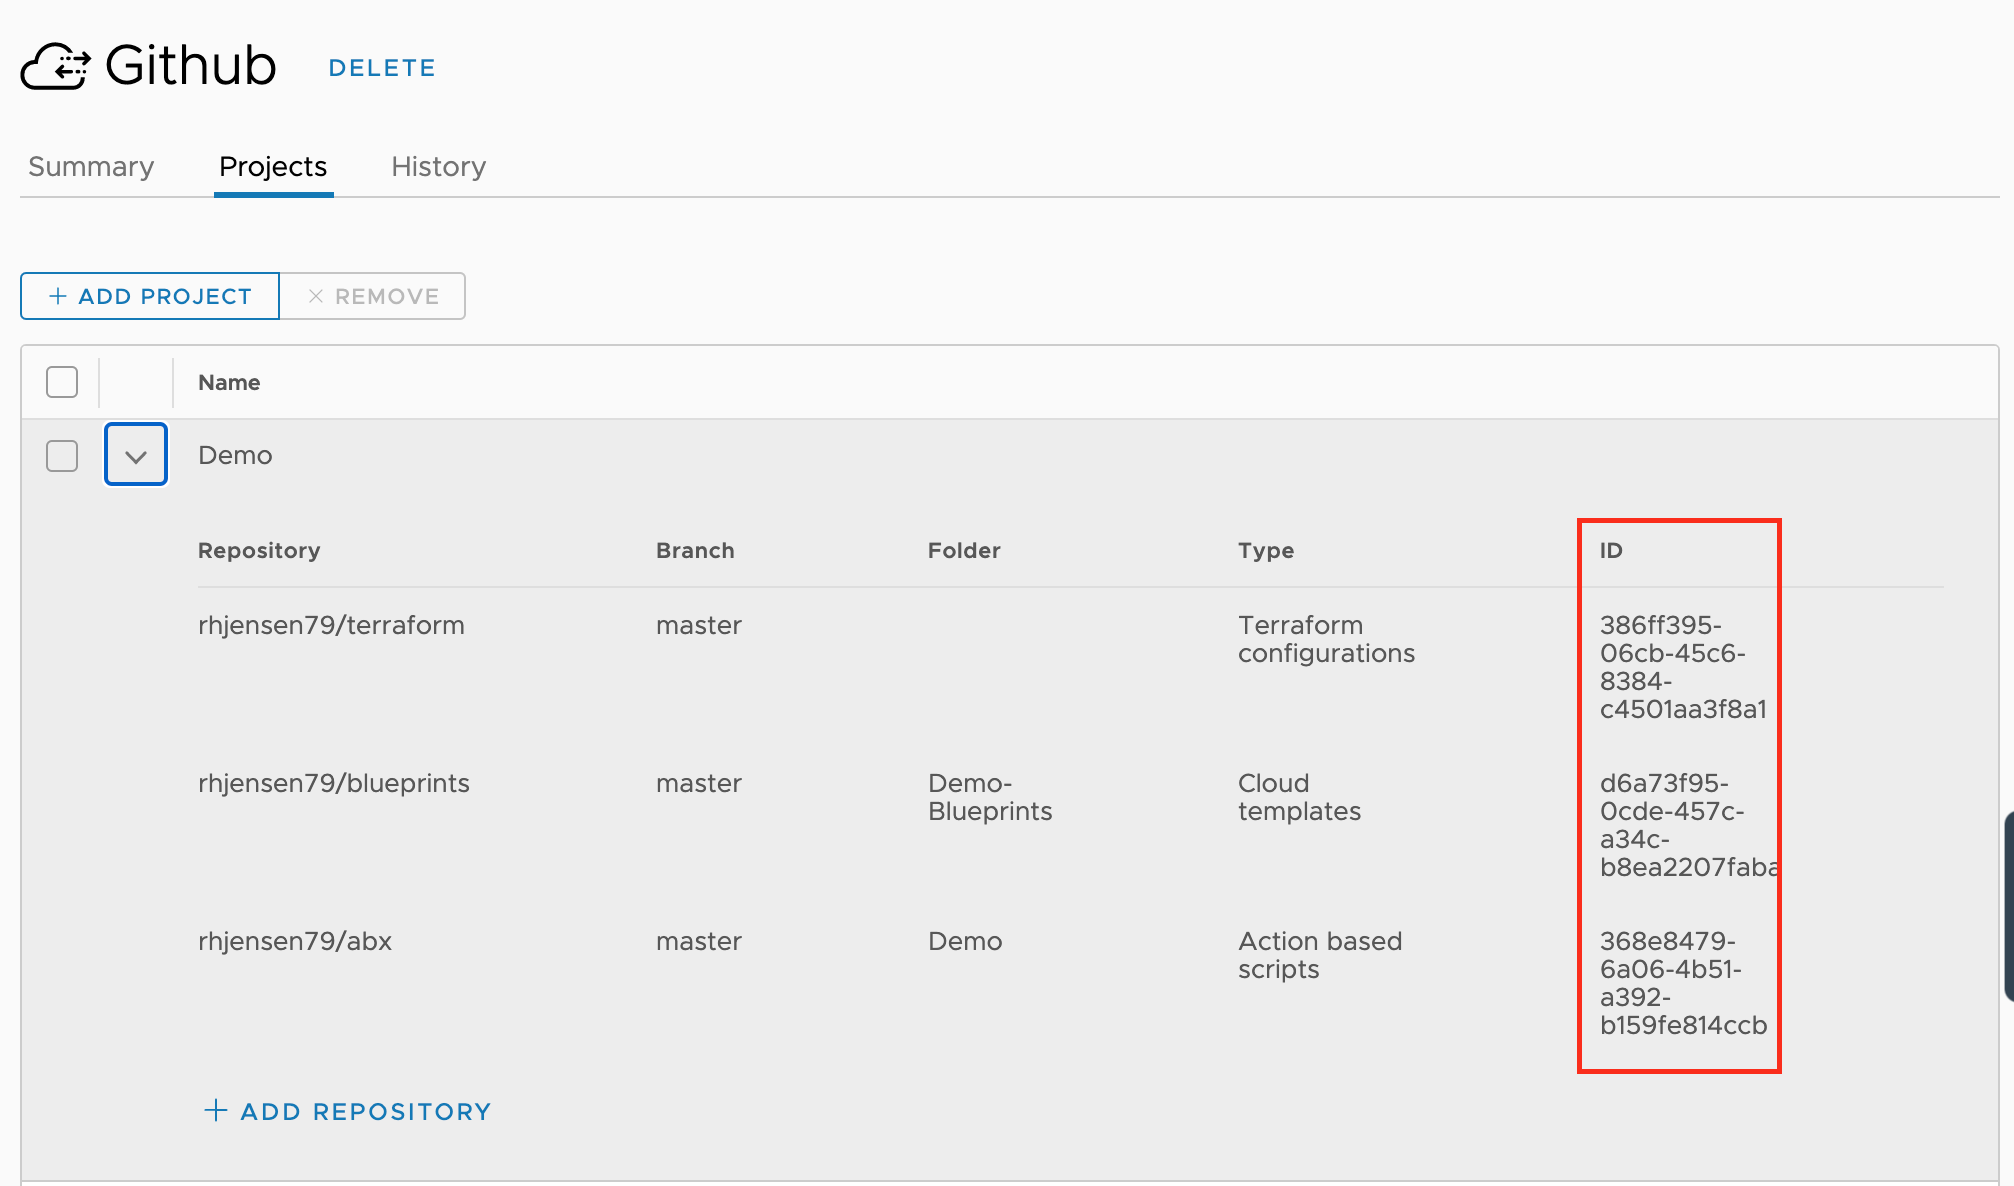 Github
DELETE
Summary
Projects
History
ADD PROJECT
REMOVE
Name
Demo
Repository
Branch
Folder
Type
ID
rhjensen79/terraform
master
Terraform
configurations
386ff395-
06cb-45c6-
8384-
c4501aa3f8a1
rhjensen79/blueprints
master
Demo-
Blueprints
Cloud
templates
d6a73f95-
0cde-457c-
a34c-
b8ea2207faba
rhjensen79/abx
master
Demo
Action based
scripts
368e8479-
6a06-4b51-
a392-
b159fe814ccb
ADD REPOSITORY